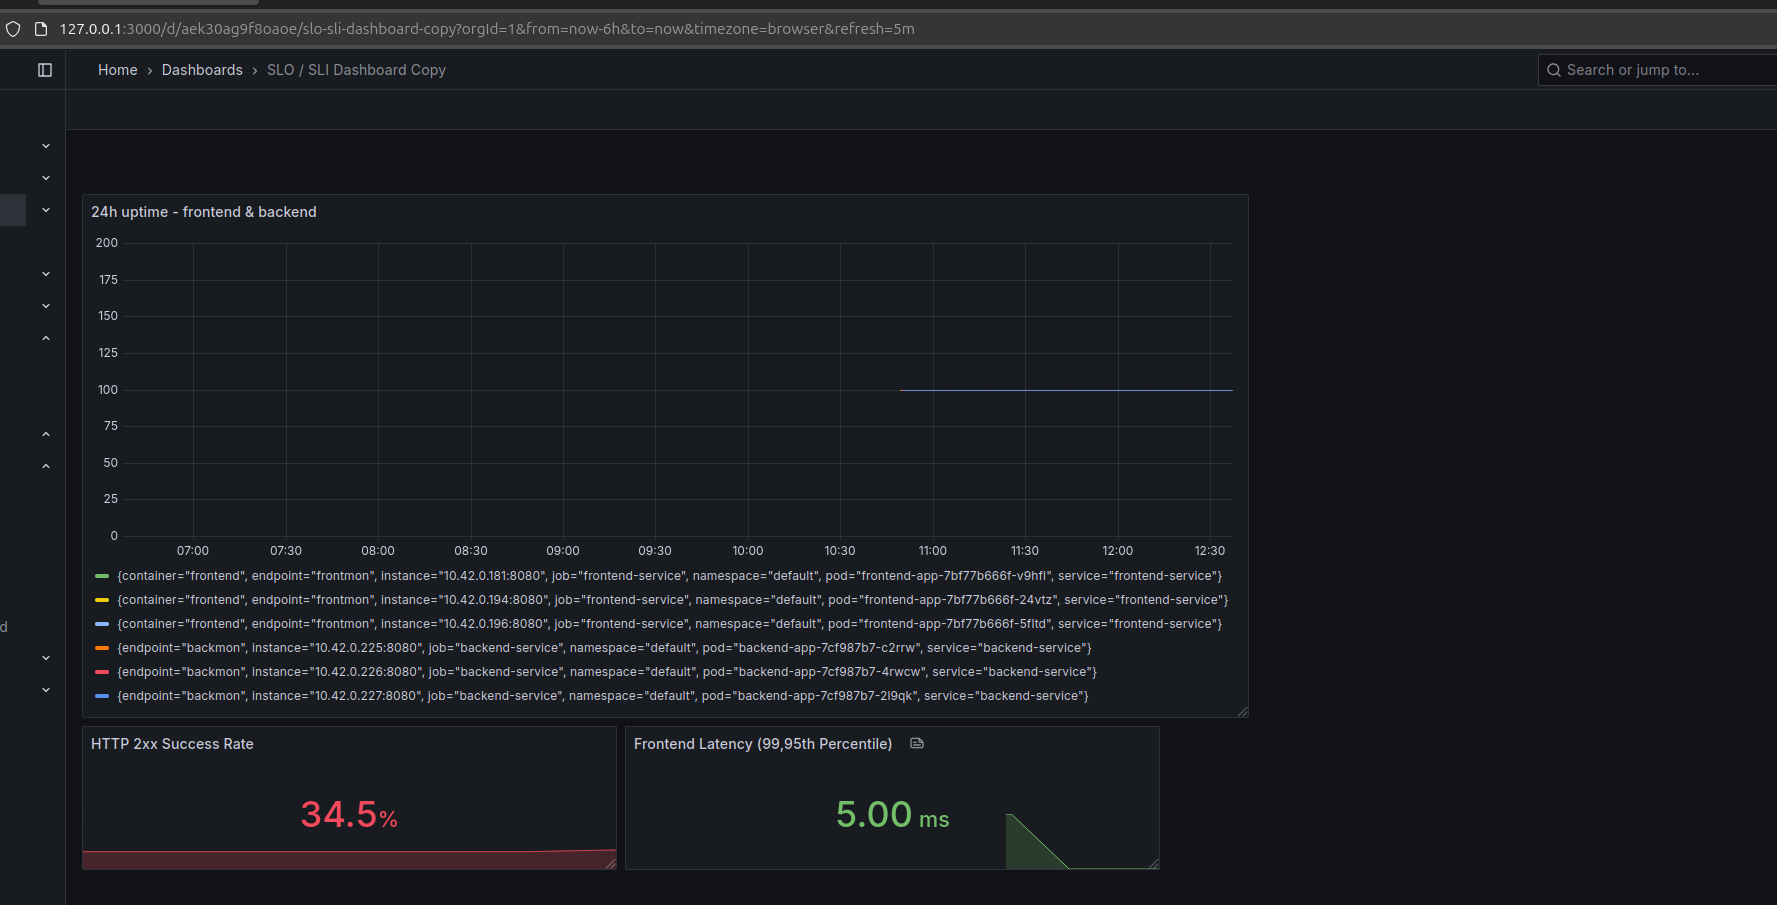 127.0.0.1:3000/d/aek30ag9f8oaoe/slo-sli-dashboard-copy?orgId=1&from=now-6h&to=now&timezone=browser&refresh=5m
Home › Dashboards › SLO / SLI Dashboard Copy
Search or jump to...
24h uptime - frontend & backend
200
175
150
125
100
75
50
25
0
07:00 07:30 08:00 08:30 09:00 09:30 10:00 10:30 11:00 11:30 12:00 12:30
{container="frontend", endpoint="frontmon", instance="10.42.0.181:8080", job="frontend-service", namespace="default", pod="frontend-app-7bf77b666f-v9hfl", service="frontend-service"}
{container="frontend", endpoint="frontmon", instance="10.42.0.194:8080", job="frontend-service", namespace="default", pod="frontend-app-7bf77b666f-24vtz", service="frontend-service"}
{container="frontend", endpoint="frontmon", instance="10.42.0.196:8080", job="frontend-service", namespace="default", pod="frontend-app-7bf77b666f-5fltd", service="frontend-service"}
{endpoint="backmon", instance="10.42.0.225:8080", job="backend-service", namespace="default", pod="backend-app-7cf987b7-c2rrw", service="backend-service"}
{endpoint="backmon", instance="10.42.0.226:8080", job="backend-service", namespace="default", pod="backend-app-7cf987b7-4rwcw", service="backend-service"}
{endpoint="backmon", instance="10.42.0.227:8080", job="backend-service", namespace="default", pod="backend-app-7cf987b7-2l9qk", service="backend-service"}
d
HTTP 2xx Success Rate
34.5%
Frontend Latency (99,95th Percentile)
5.00 ms